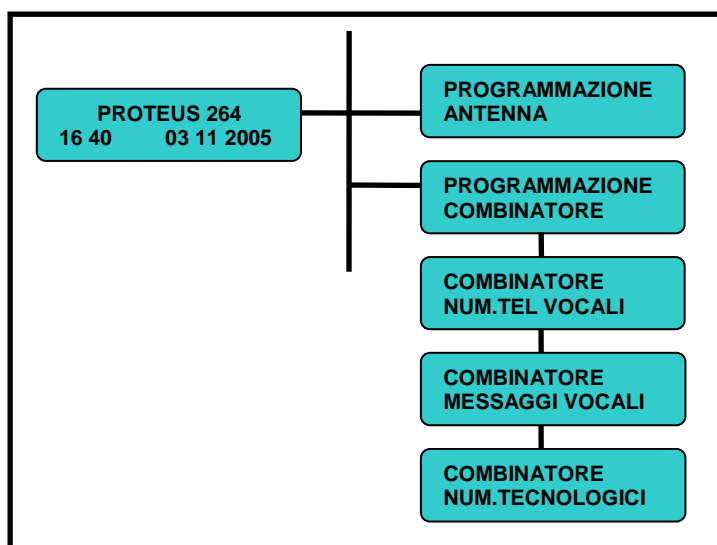 PROTEUS 264
16 40 03 11 2005
PROGRAMMAZIONE
ANTENNA
PROGRAMMAZIONE
COMBINATORE
COMBINATORE
NUM.TEL VOCALI
COMBINATORE
MESSAGGI VOCALI
COMBINATORE
NUM.TECNOLOGICI